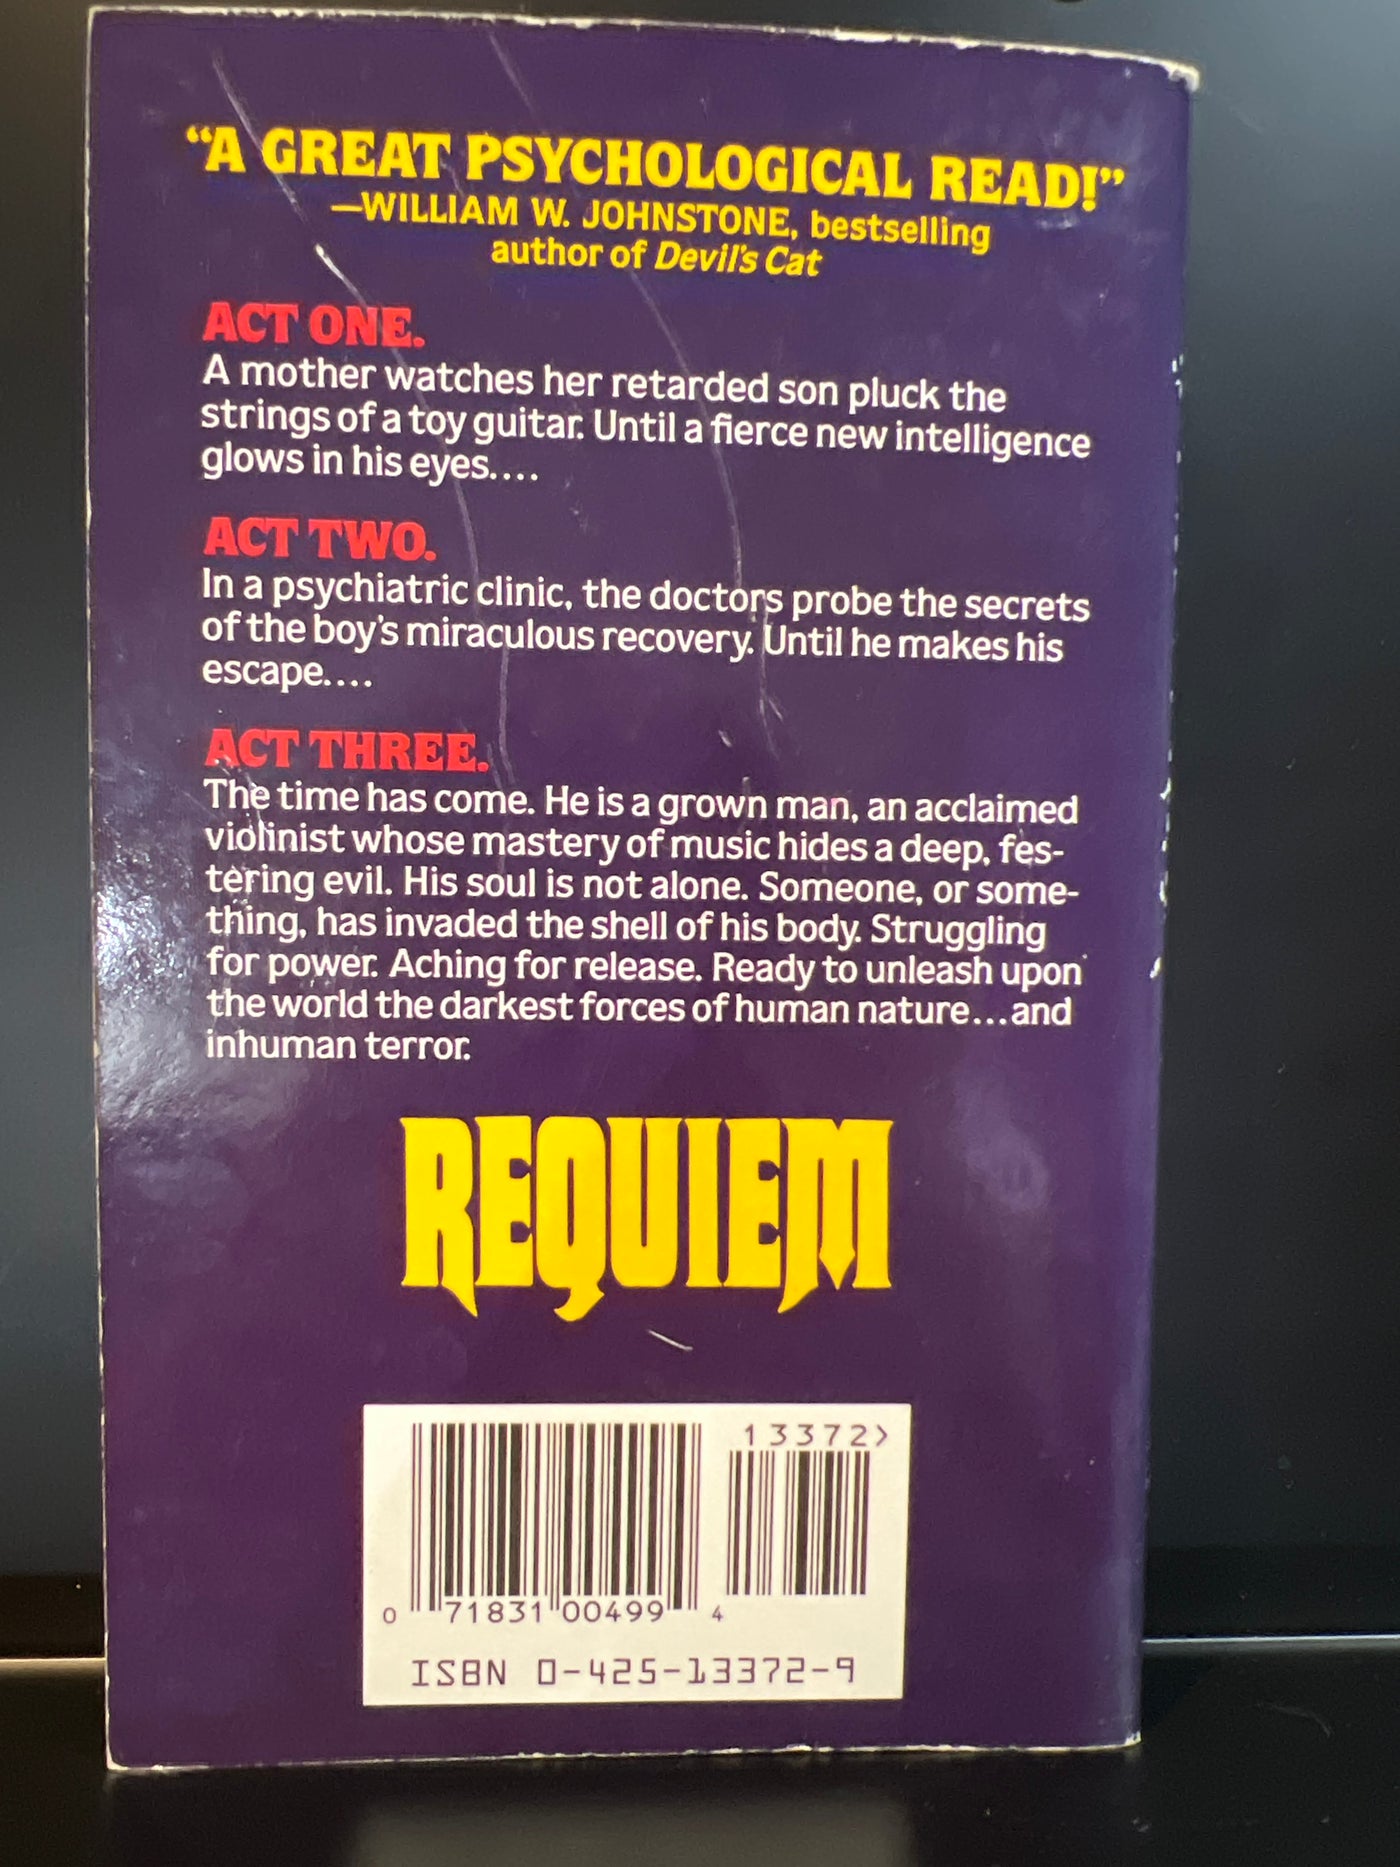 “A GREAT PSYCHOLOGICAL READ!”
—WILLIAM W. JOHNSTONE, bestselling
author of Devil's Cat
ACT ONE.
A mother watches her retarded son pluck the
strings of a toy guitar. Until a fierce new intelligence
glows in his eyes....
ACT TWO.
In a psychiatric clinic, the doctors probe the secrets
of the boy's miraculous recovery. Until he makes his
escape....
ACT THREE.
The time has come. He is a grown man, an acclaimed
violinist whose mastery of music hides a deep, fes-
tering evil. His soul is not alone. Someone, or some-
thing, has invaded the shell of his body. Struggling
for power. Aching for release. Ready to unleash upon
the world the darkest forces of human nature...and
inhuman terror.
REQUIEM
13372>
0 71831 00499 4
ISBN 0-425-13372-9